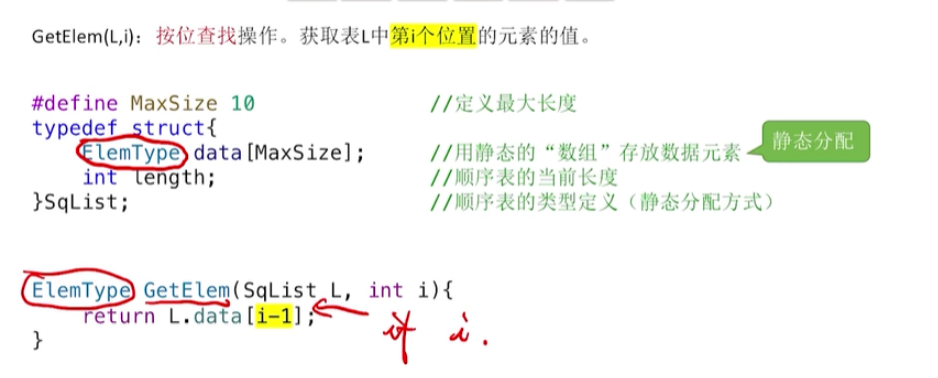 GetElem(L,i)：按位查找操作。获取表L中第i个位置的元素的值。
#define MaxSize 10 //定义最大长度
typedef struct{
静态分配
ElemType data[MaxSize]; //用静态的“数组”存放数据元素
int length; //顺序表的当前长度
}SqList; //顺序表的类型定义（静态分配方式）
ElemType GetElem(SqList L, int i){
return L.data[i-1];
if i.
}